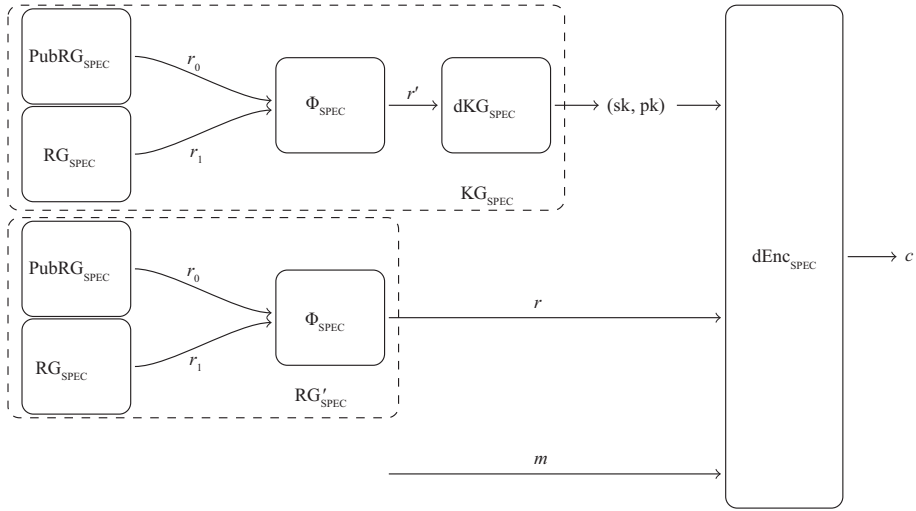 PubRG_SPEC
r_0
Φ_SPEC
r′
dKG_SPEC
(sk, pk)
RG_SPEC
r_1
KG_SPEC
PubRG_SPEC
r_0
Φ_SPEC
r
RG_SPEC
r_1
RG′_SPEC
m
dEnc_SPEC
c